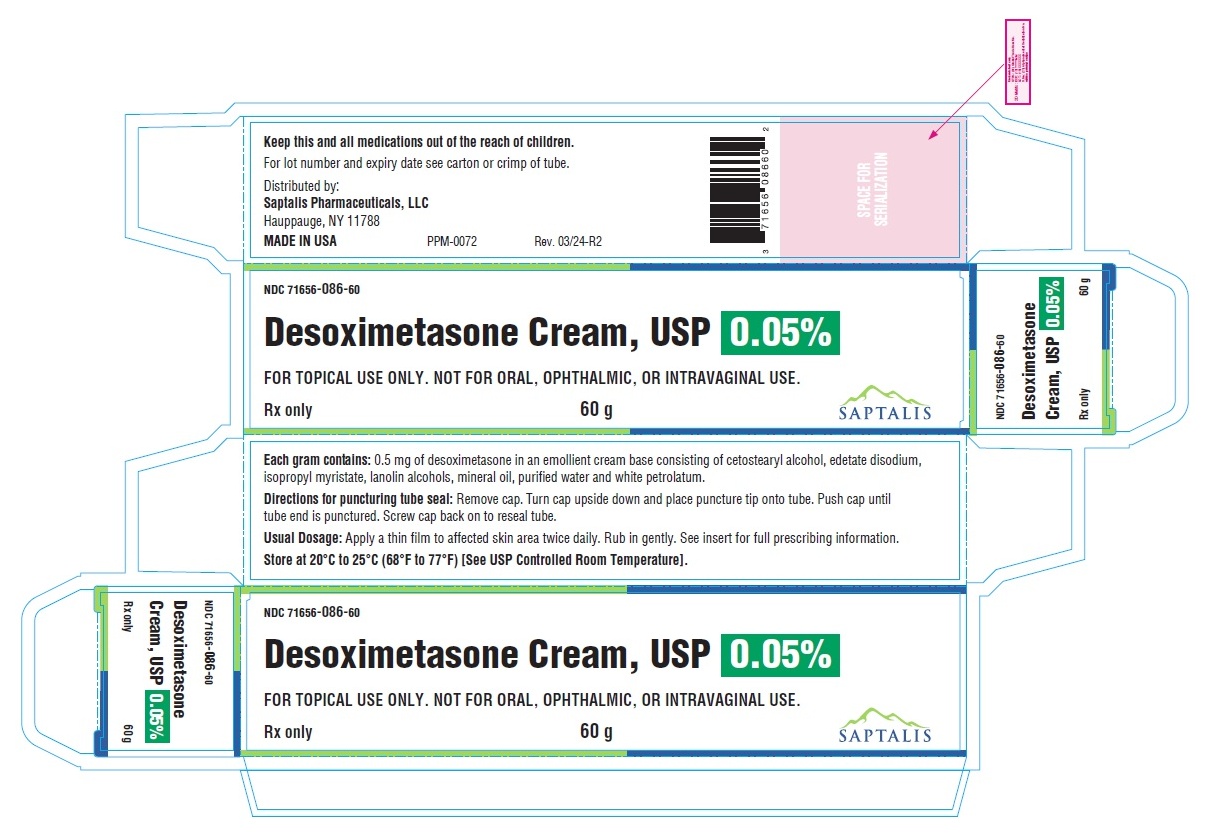 Keep this and all medications out of the reach of children.
For lot number and expiry date see carton or crimp of tube.
Distributed by:
Saptalis Pharmaceuticals, LLC
Hauppauge, NY 11788
MADE IN USA PPM-0072 Rev. 03/24-R2
3 71656 08660 2
SPACE FOR
SERIALIZATION
NDC 71656-086-60
Desoximetasone Cream, USP 0.05%
FOR TOPICAL USE ONLY. NOT FOR ORAL, OPHTHALMIC, OR INTRAVAGINAL USE.
Rx only 60 g
SAPTALIS
NDC 71656-086-60
Desoximetasone
Cream, USP 0.05%
Rx only 60 g
Each gram contains: 0.5 mg of desoximetasone in an emollient cream base consisting of cetostearyl alcohol, edetate disodium,
isopropyl myristate, lanolin alcohols, mineral oil, purified water and white petrolatum.
Directions for puncturing tube seal: Remove cap. Turn cap upside down and place puncture tip onto tube. Push cap until
tube end is punctured. Screw cap back on to reseal tube.
Usual Dosage: Apply a thin film to affected skin area twice daily. Rub in gently. See insert for full prescribing information.
Store at 20°C to 25°C (68°F to 77°F) [See USP Controlled Room Temperature].
NDC 71656-086-60
Desoximetasone
Cream, USP 0.05%
Rx only 60 g
NDC 71656-086-60
Desoximetasone Cream, USP 0.05%
FOR TOPICAL USE ONLY. NOT FOR ORAL, OPHTHALMIC, OR INTRAVAGINAL USE.
Rx only 60 g
SAPTALIS